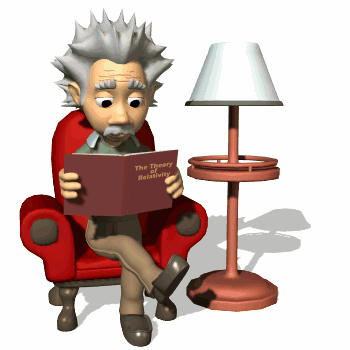 The Theory
of
Relativity